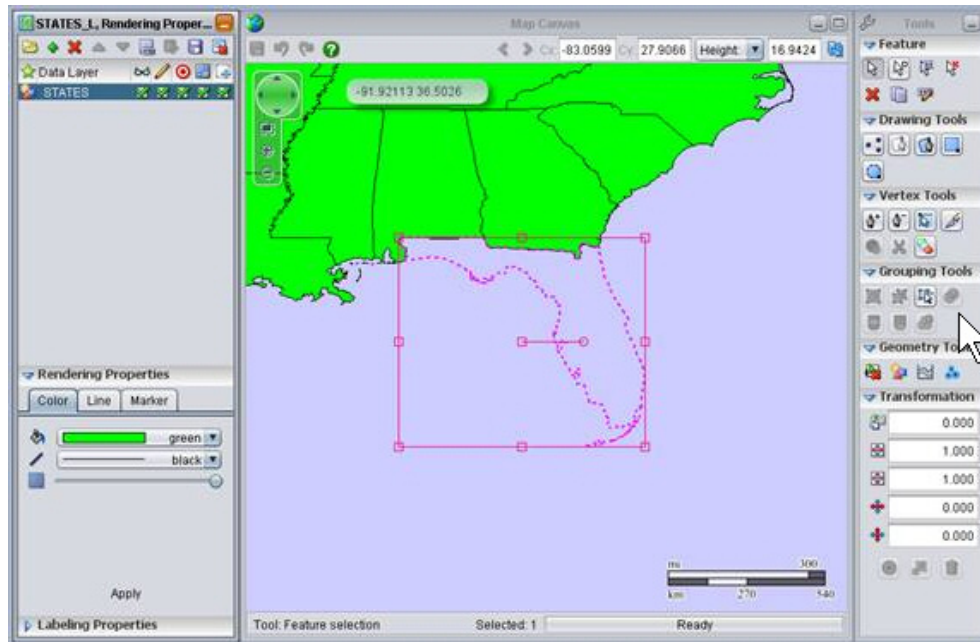 STATES_L, Rendering Proper...
Data Layer
STATES
Rendering Properties
Color Line Marker
green
black
Apply
Labeling Properties
Map Canvas
Cx: -83.0599 Cy: 27.9066 Height: 16.9424
-91.92113 36.5026
mi 300
km 270 540
Tool: Feature selection Selected: 1 Ready
Tools
Feature
Drawing Tools
Vertex Tools
Grouping Tools
Geometry To
Transformation
0.000
1.000
1.000
0.000
0.000